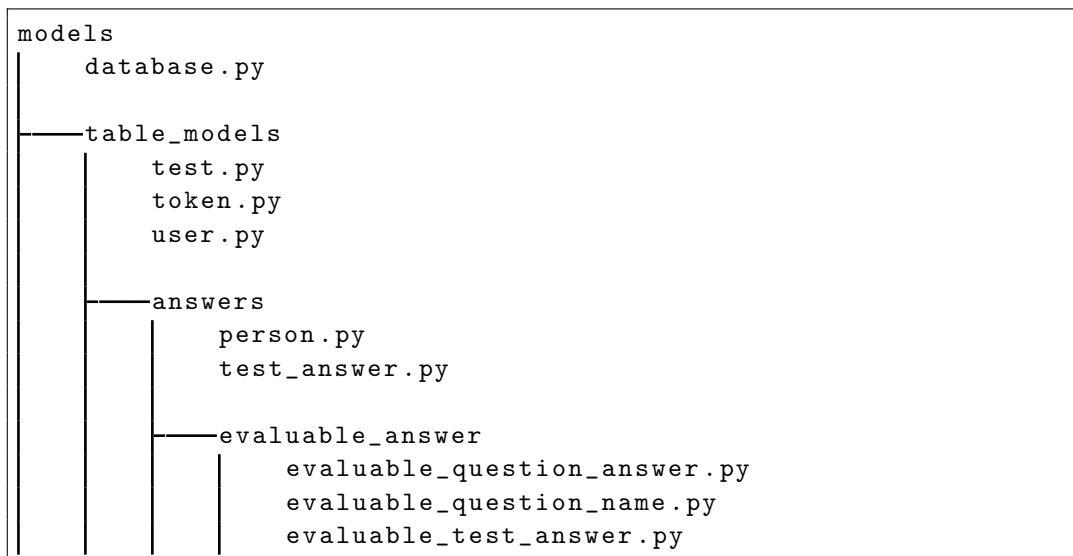 models
database.py
table_models
test.py
token.py
user.py
answers
person.py
test_answer.py
evaluable_answer
evaluable_question_answer.py
evaluable_question_name.py
evaluable_test_answer.py